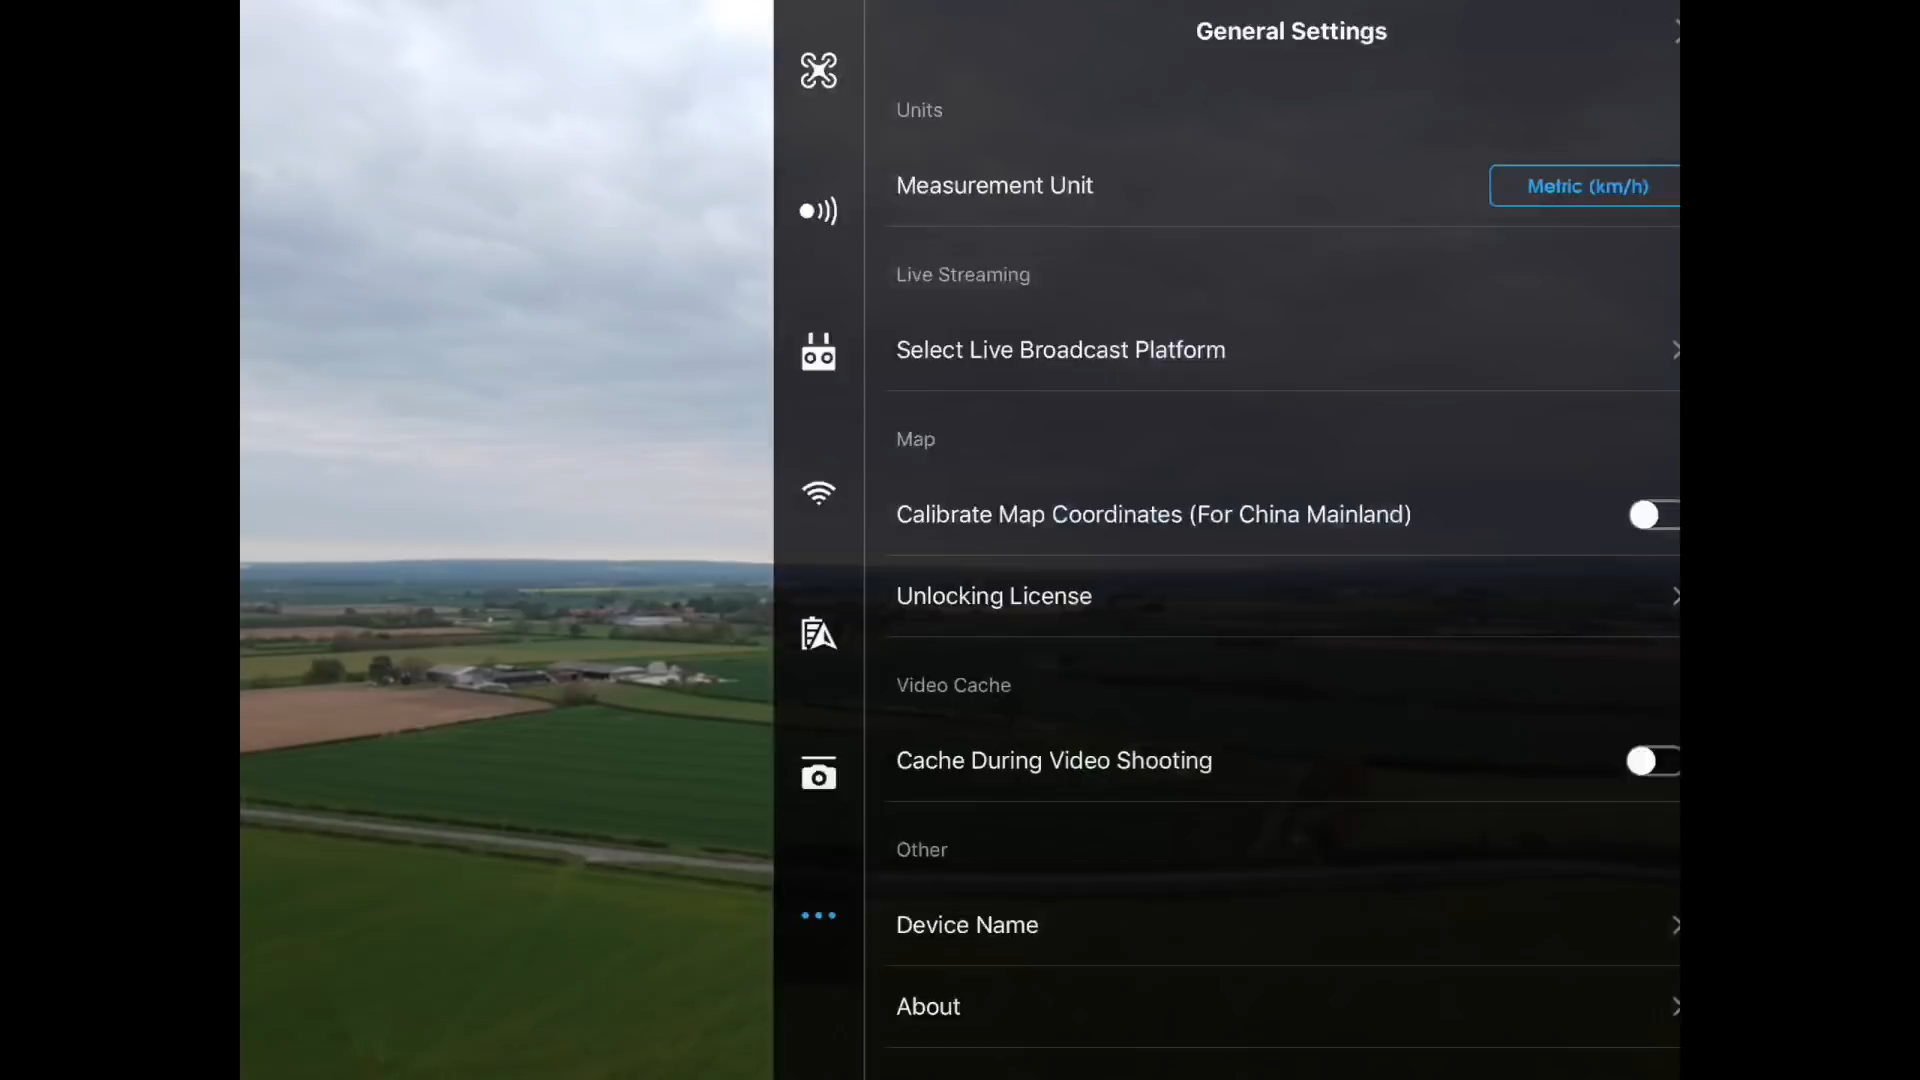 General Settings
Units
Measurement Unit
Metric (km/h)
Live Streaming
Select Live Broadcast Platform
Map
Calibrate Map Coordinates (For China Mainland)
Unlocking License
Video Cache
Cache During Video Shooting
Other
Device Name
About